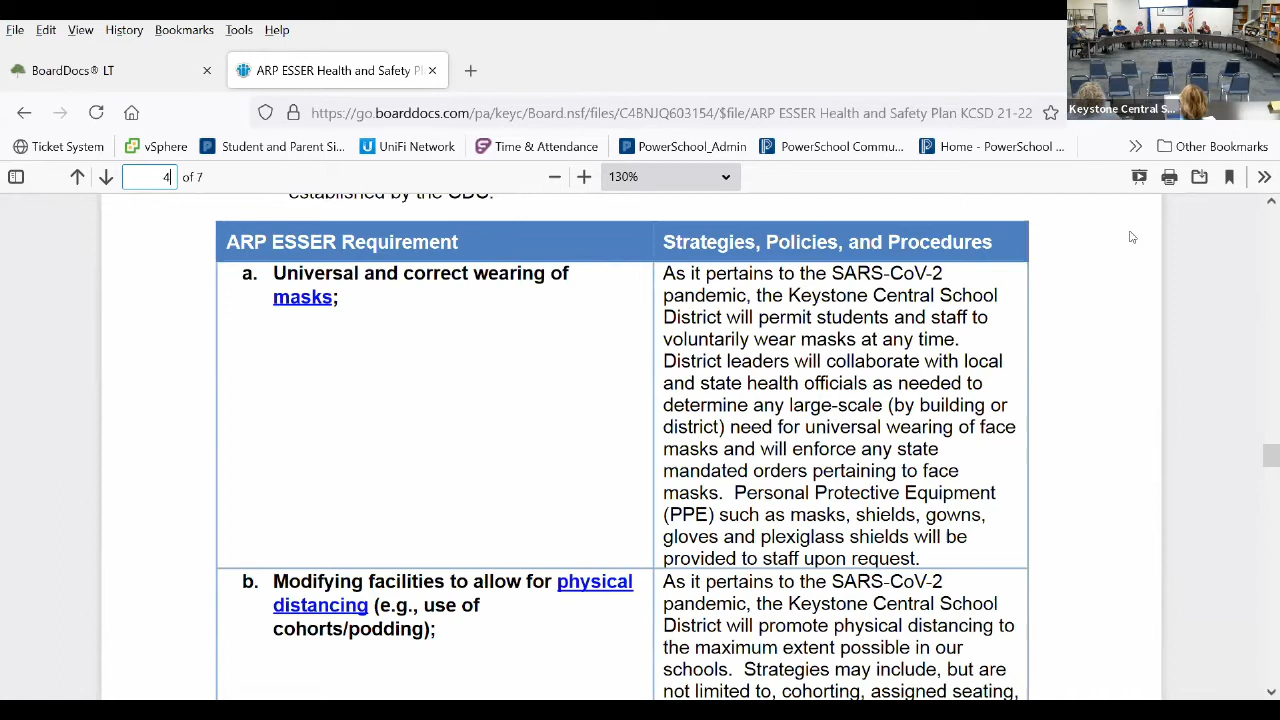 File Edit View History Bookmarks Tools Help
BoardDocs® LT
ARP ESSER Health and Safety Pl
https://go.boarddocs.com/pa/keyc/Board.nsf/files/C4BNJQ633154/$file/ARP ESSER Health and Safety Plan KCSD 21-22
Keystone Central S...
Ticket System vSphere Student and Parent Si... UniFi Network Time & Attendance PowerSchool_Admin PowerSchool Commu... Home - PowerSchool ... Other Bookmarks
4 of 7 130%
established by the CDC.
ARP ESSER Requirement
Strategies, Policies, and Procedures
a. Universal and correct wearing of
masks;
As it pertains to the SARS-CoV-2
pandemic, the Keystone Central School
District will permit students and staff to
voluntarily wear masks at any time.
District leaders will collaborate with local
and state health officials as needed to
determine any large-scale (by building or
district) need for universal wearing of face
masks and will enforce any state
mandated orders pertaining to face
masks. Personal Protective Equipment
(PPE) such as masks, shields, gowns,
gloves and plexiglass shields will be
provided to staff upon request.
b. Modifying facilities to allow for physical
distancing (e.g., use of
cohorts/podding);
As it pertains to the SARS-CoV-2
pandemic, the Keystone Central School
District will promote physical distancing to
the maximum extent possible in our
schools. Strategies may include, but are
not limited to, cohorting, assigned seating,